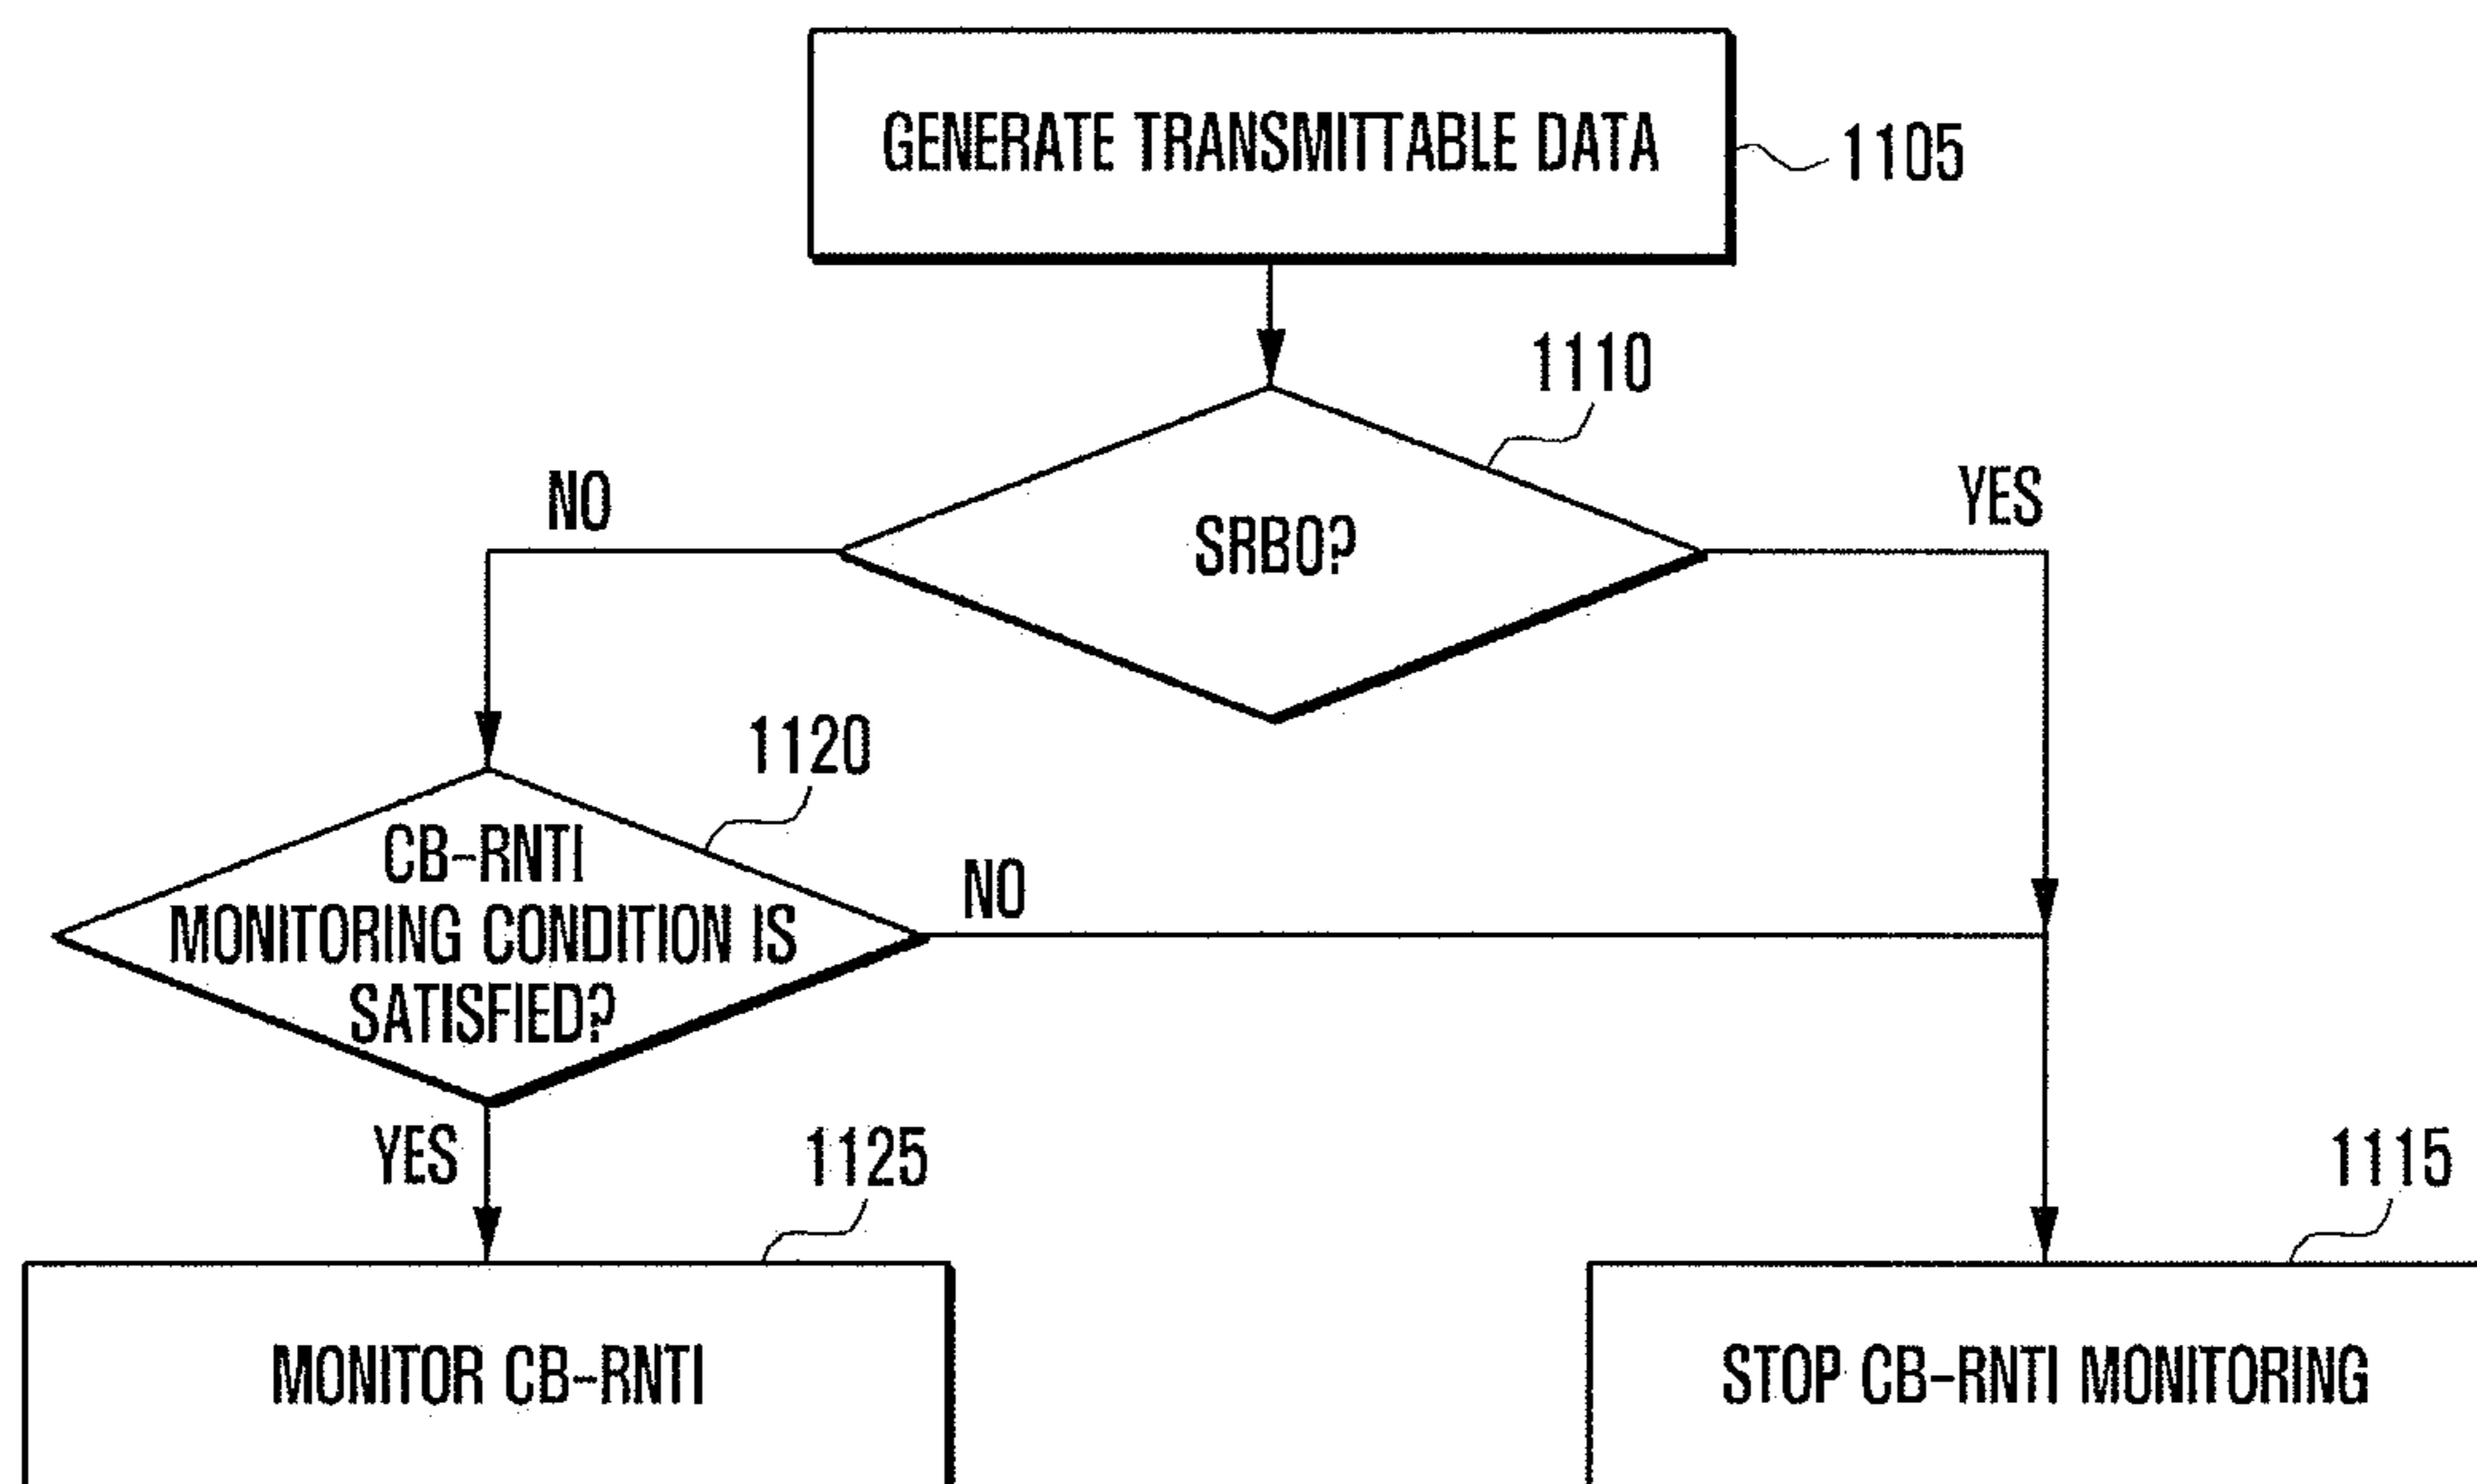 GENERATE TRANSMITTABLE DATA
1105
1110
NO
YES
SRB0?
1120
CB-RNTI
MONITORING CONDITION IS
SATISFIED?
NO
YES
1125
1115
MONITOR CB-RNTI
STOP CB-RNTI MONITORING